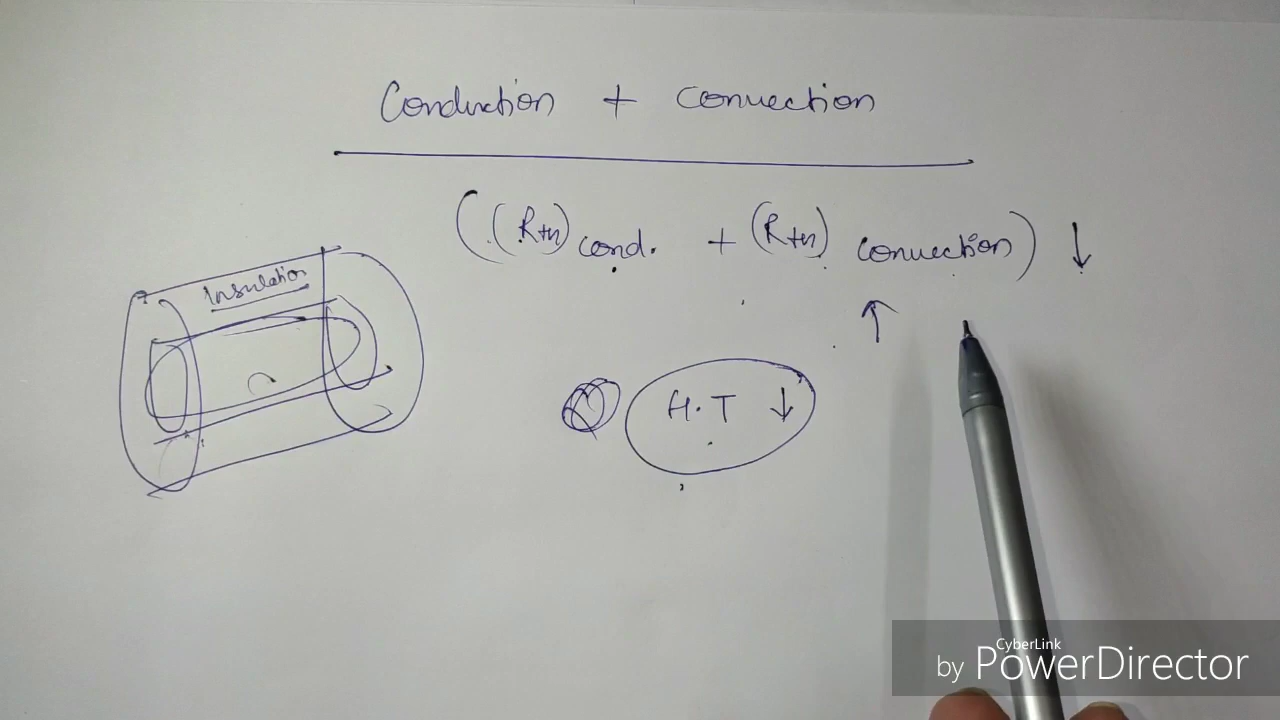 Conduction + Convection
((Rth) cond. + (Rth) convection) ↓
Insulation
↑
H.T ↓
CyberLink
by PowerDirector